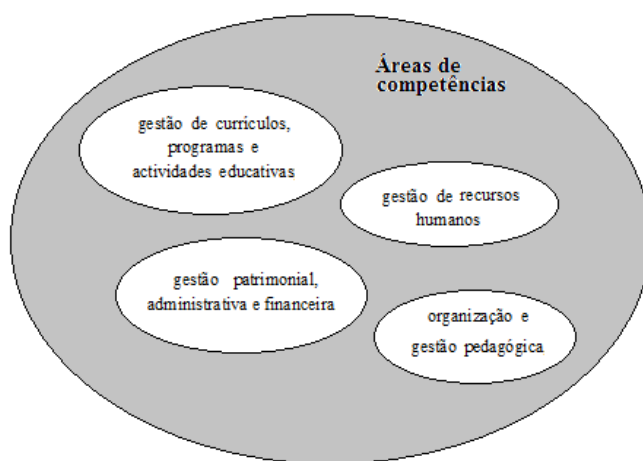 Áreas de
competências
gestão de currículos,
programas e
actividades educativas
gestão de recursos
humanos
gestão patrimonial,
administrativa e financeira
organização e
gestão pedagógica